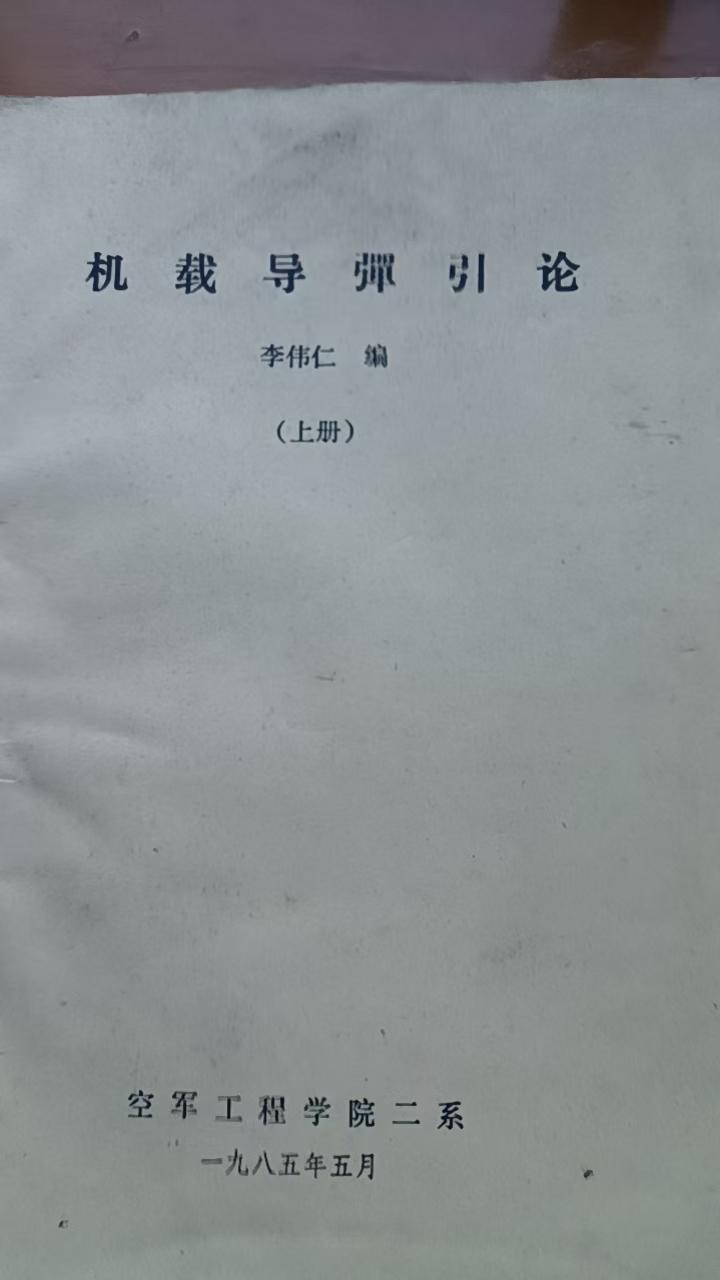 机载导弹引论
李伟仁 编
（上册）
空军工程学院二系
一九八五年五月